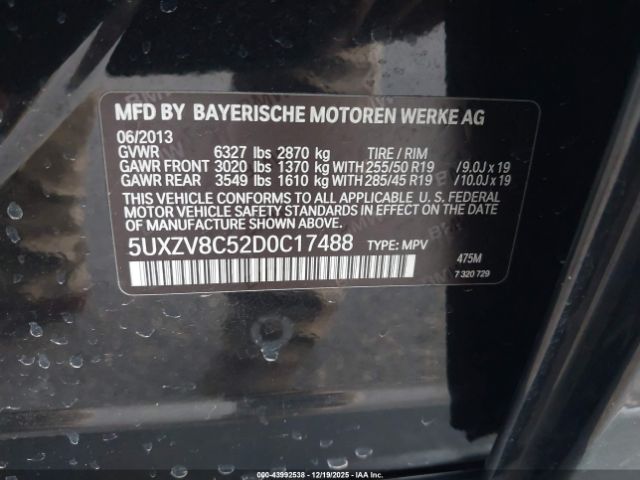 MFD BY BAYERISCHE MOTOREN WERKE AG
06/2013
GVWR 6327 lbs 2870 kg TIRE / RIM
GAWR FRONT 3020 lbs 1370 kg WITH 255/50 R19 /9.0J x 19
GAWR REAR 3549 lbs 1610 kg WITH 285/45 R19 /10.0J x 19
THIS VEHICLE CONFORMS TO ALL APPLICABLE U. S. FEDERAL
MOTOR VEHICLE SAFETY STANDARDS IN EFFECT ON THE DATE
OF MANUFACTURE SHOWN ABOVE.
5UXZV8C52D0C17488 TYPE: MPV
475M
7 320 729
000-43992538 - 12/19/2025 - IAAI.COM